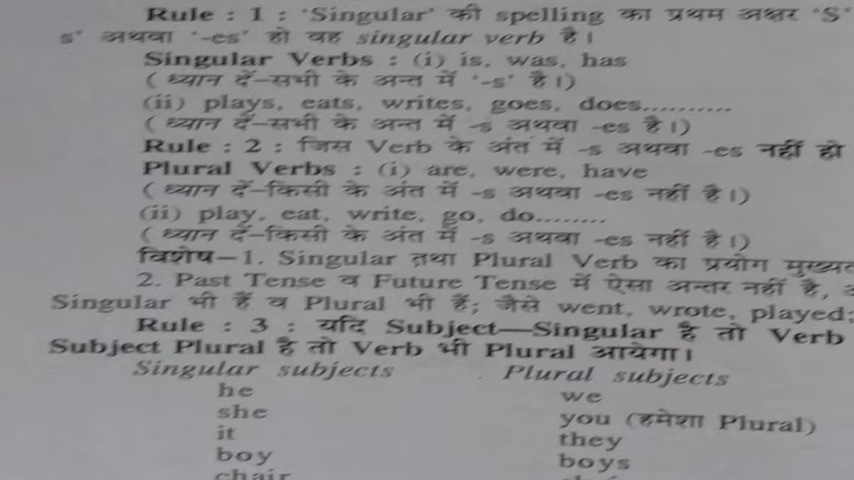 Rule : 1 : 'Singular' की spelling का प्रथम अक्षर 'S'
s' अथवा '-es' हो वह singular verb है।
Singular Verbs : (i) is, was, has
( ध्यान दें–सभी के अन्त में '-s' है।)
(ii) plays, eats, writes, goes, does..........
( ध्यान दें–सभी के अन्त में -s अथवा -es है।)
Rule : 2 : जिस Verb के अंत में -s अथवा -es नहीं हो
Plural Verbs : (i) are, were, have
( ध्यान दें–किसी के अंत में -s अथवा -es नहीं है।)
(ii) play, eat, write, go, do........
( ध्यान दें–किसी के अंत में -s अथवा -es नहीं है।)
विशेष–1. Singular तथा Plural Verb का प्रयोग
2. Past Tense व Future Tense में ऐसा अन्तर नहीं है,
Singular भी हैं व Plural भी हैं; जैसे went, wrote, played;
Rule : 3 : यदि Subject—Singular है तो Verb
Subject Plural है तो Verb भी Plural आयेगा।
Singular subjects Plural subjects
he we
she you (हमेशा Plural)
it they
boy boys
chair